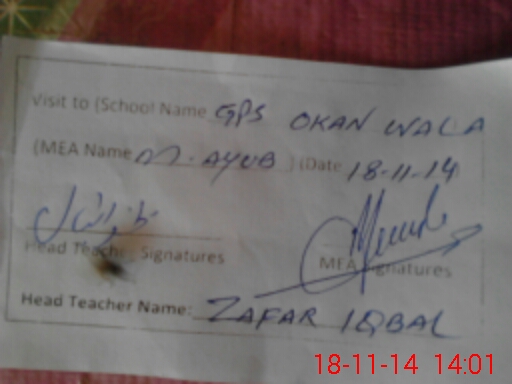 Visit to (School Name GPS OKAN WALA
(MEA Name M. AYUB ) (Date 18-11-14
Head Teacher Signatures
MEA Signatures
Head Teacher Name: ZAFAR IQBAL
18-11-14 14:01